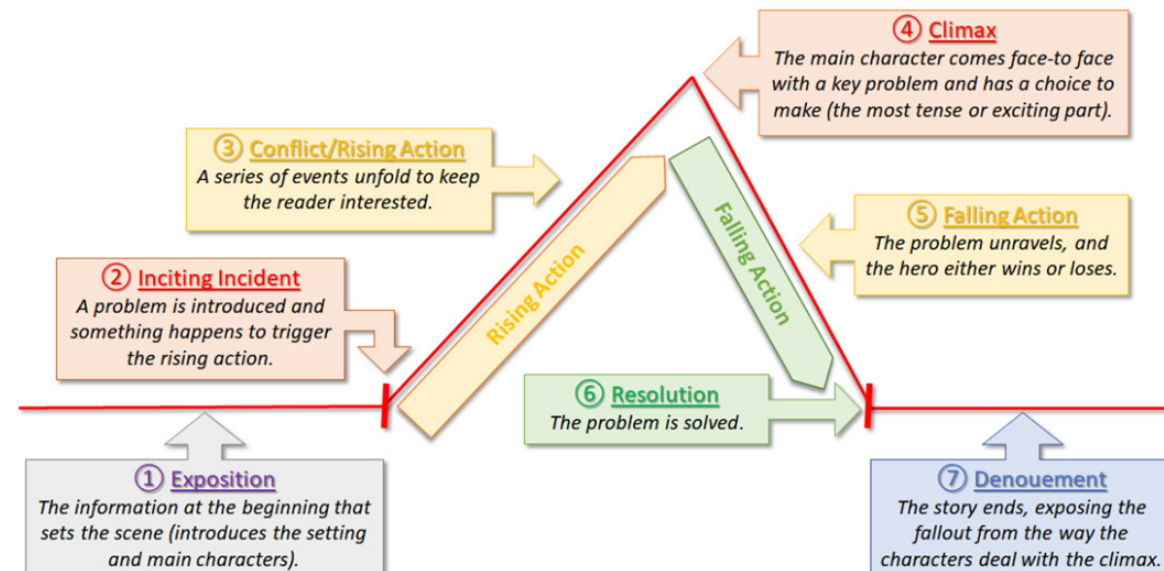 ① Exposition
The information at the beginning that
sets the scene (introduces the setting
and main characters).
② Inciting Incident
A problem is introduced and
something happens to trigger
the rising action.
③ Conflict/Rising Action
A series of events unfold to keep
the reader interested.
Rising Action
④ Climax
The main character comes face-to face
with a key problem and has a choice to
make (the most tense or exciting part).
Falling Action
⑤ Falling Action
The problem unravels, and
the hero either wins or loses.
⑥ Resolution
The problem is solved.
⑦ Denouement
The story ends, exposing the
fallout from the way the
characters deal with the climax.